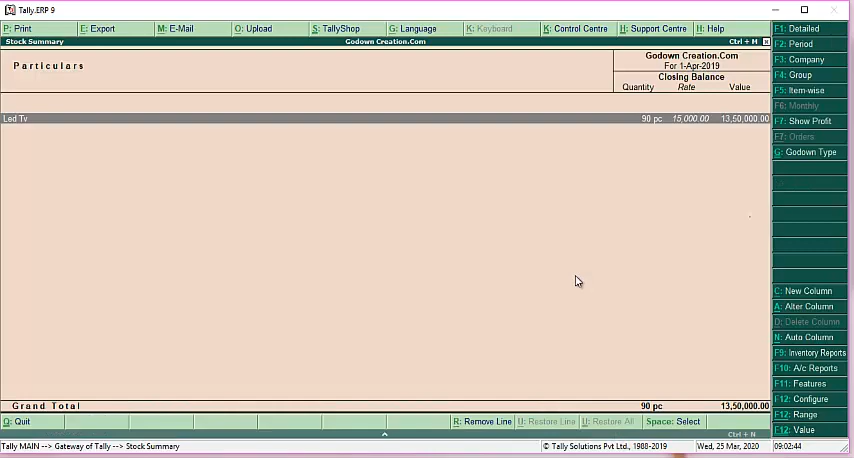 Tally.ERP 9
P: Print E: Export M: E-Mail O: Upload S: TallyShop G: Language K: Keyboard K: Control Centre H: Support Centre H: Help
Stock Summary Godown Creation.Com Ctrl + M
Particulars
Godown Creation.Com
For 1-Apr-2019
Closing Balance
Quantity Rate Value
Led Tv 90 pc 15,000.00 13,50,000.00
Grand Total 90 pc 13,50,000.00
Q: Quit R: Remove Line U: Restore Line U: Restore All Space: Select
Ctrl + N
Tally MAIN --> Gateway of Tally --> Stock Summary © Tally Solutions Pvt Ltd., 1988-2019 Wed, 25 Mar, 2020 09:02:44
F1: Detailed
F2: Period
F3: Company
F4: Group
F5: Item-wise
F6: Monthly
F7: Show Profit
F7: Orders
G: Godown Type
C: New Column
A: Alter Column
D: Delete Column
N: Auto Column
F9: Inventory Reports
F10: A/c Reports
F11: Features
F12: Configure
F12: Range
F12: Value